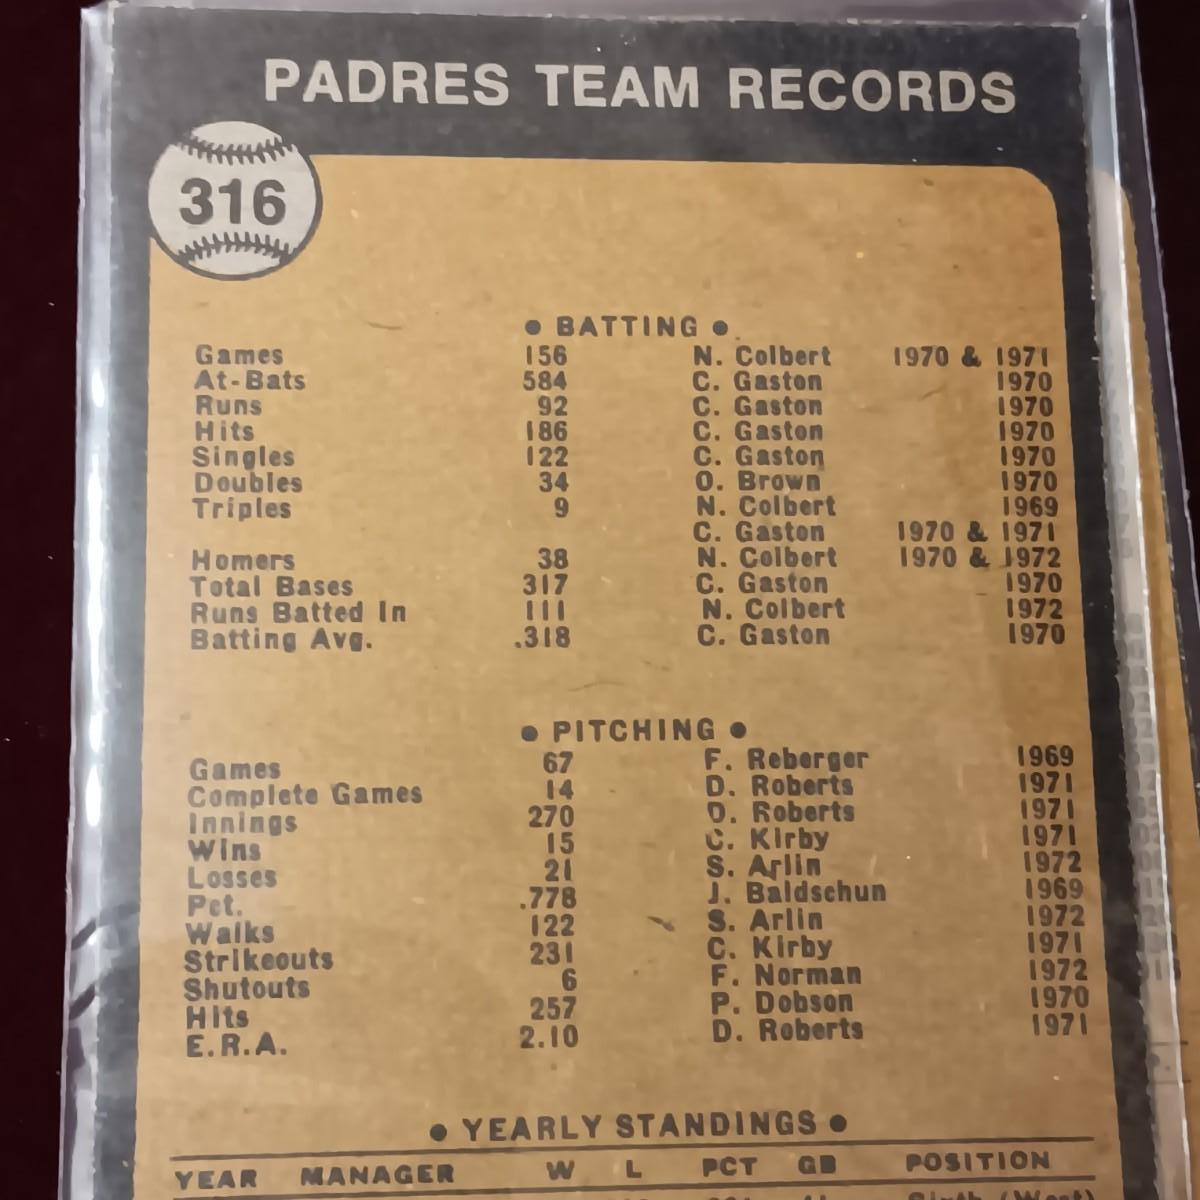 PADRES TEAM RECORDS
316
• BATTING •
Games 156 N. Colbert 1970 & 1971
At-Bats 584 C. Gaston 1970
Runs 92 C. Gaston 1970
Hits 186 C. Gaston 1970
Singles 122 C. Gaston 1970
Doubles 34 O. Brown 1970
Triples 9 N. Colbert 1969
C. Gaston 1970 & 1971
Homers 38 N. Colbert 1970 & 1972
Total Bases 317 C. Gaston 1970
Runs Batted In 111 N. Colbert 1972
Batting Avg. .318 C. Gaston 1970
• PITCHING •
Games 67 F. Reberger 1969
Complete Games 14 D. Roberts 1971
Innings 270 D. Roberts 1971
Wins 15 C. Kirby 1971
Losses 21 S. Arlin 1972
Pct. .778 J. Baldschun 1969
Walks 122 S. Arlin 1972
Strikeouts 231 C. Kirby 1971
Shutouts 6 F. Norman 1972
Hits 257 P. Dobson 1970
E.R.A. 2.10 D. Roberts 1971
• YEARLY STANDINGS •
YEAR MANAGER W L PCT GB POSITION